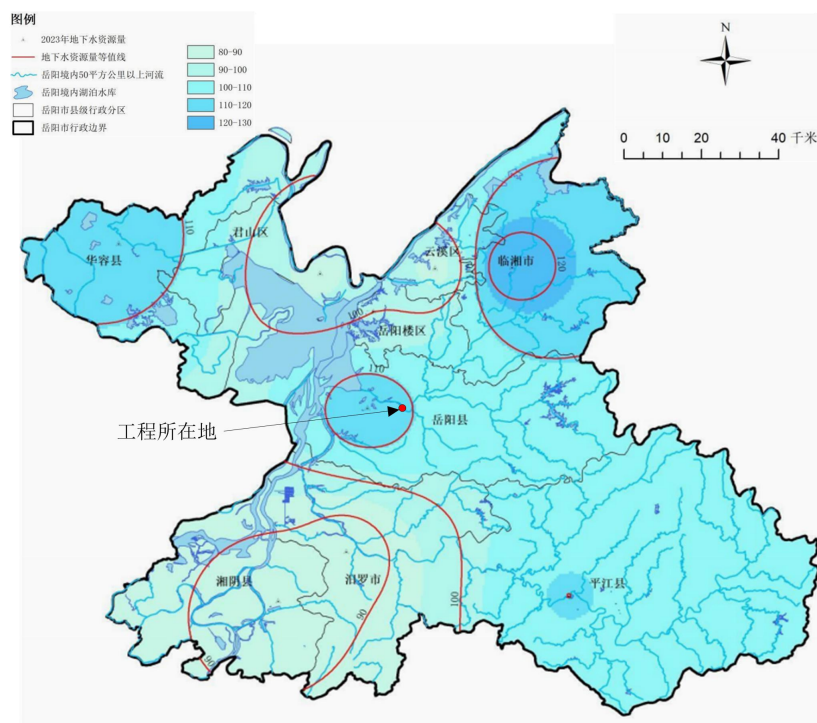 图例
2023年地下水资源量
地下水资源量等值线
岳阳境内50平方公里以上河流
岳阳境内湖泊水库
岳阳市县级行政分区
岳阳市行政边界
80-90
90-100
100-110
110-120
120-130
N
0 10 20 40 千米
110
君山区
华容县
云溪区
100
临湘市
120
100
岳阳楼区
110
岳阳县
工程所在地
湘阴县
汨罗市
90
100
平江县
90